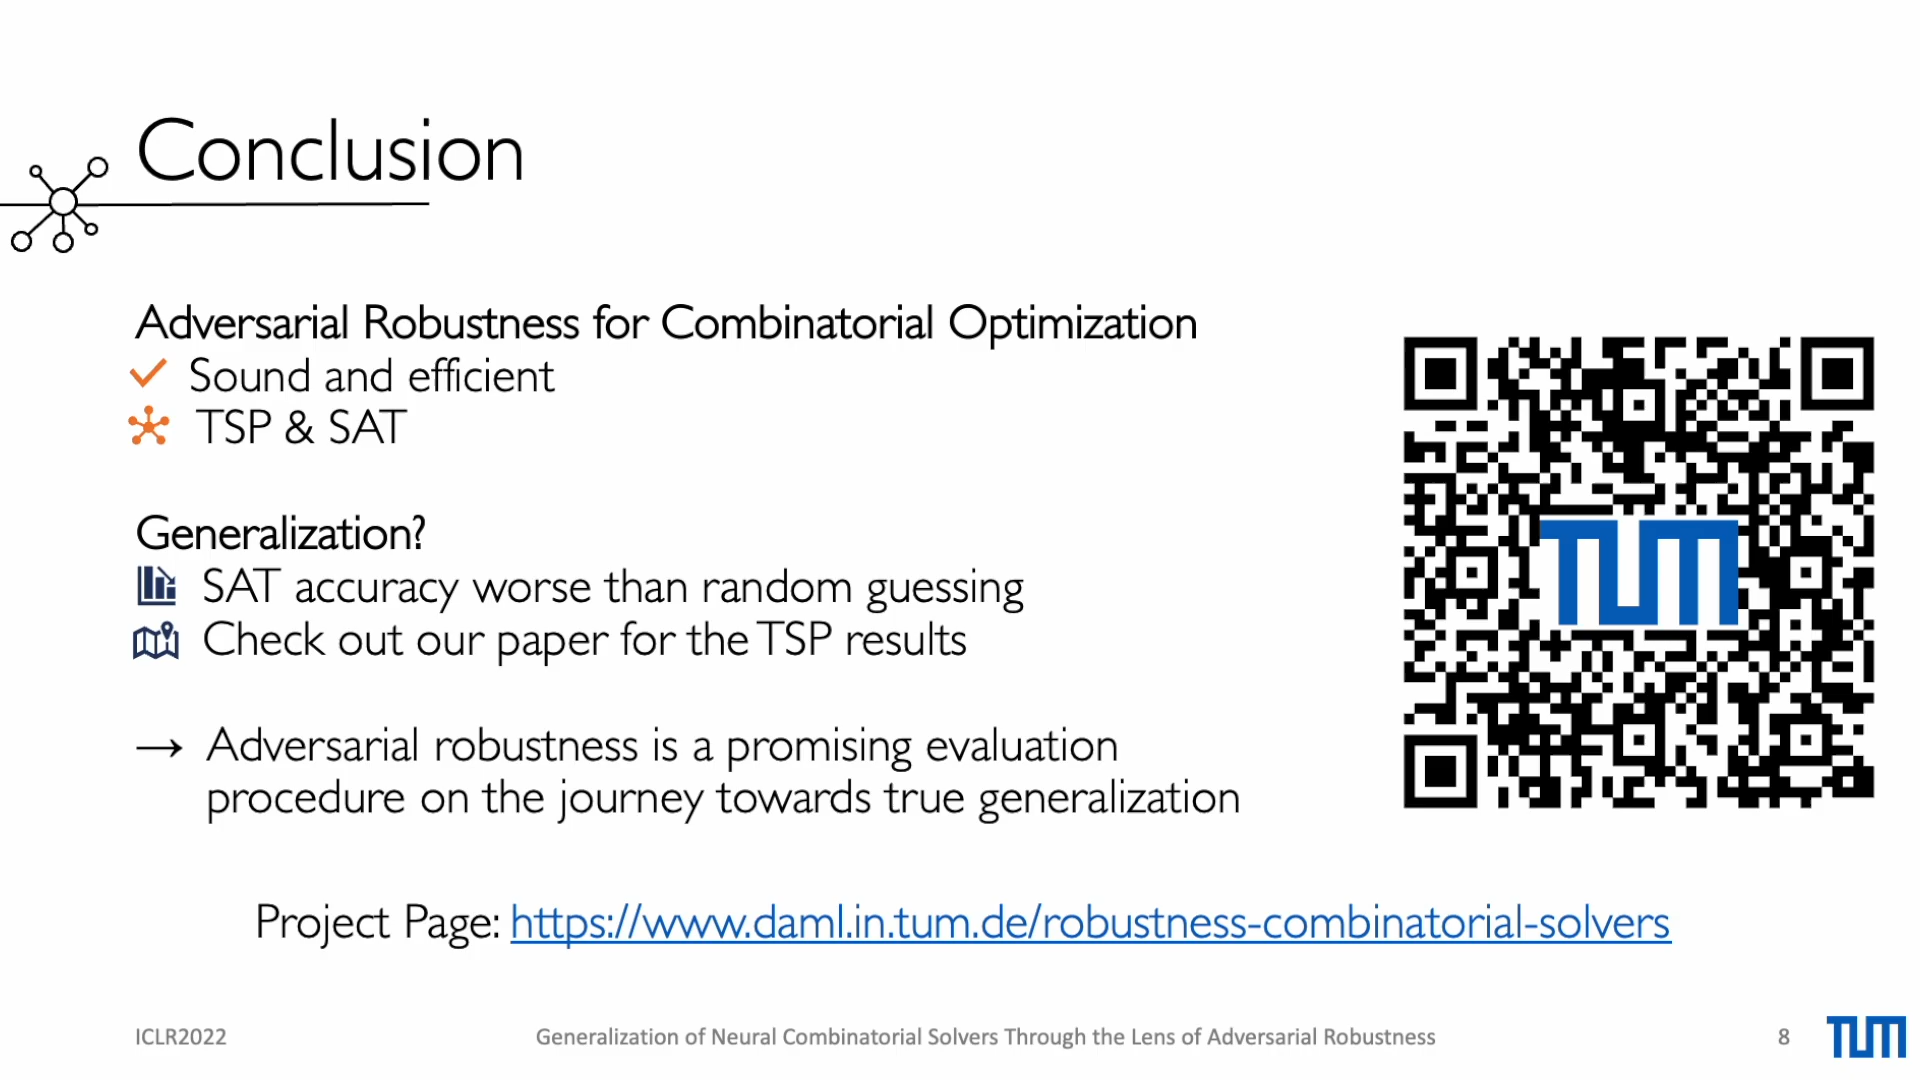 Conclusion
Adversarial Robustness for Combinatorial Optimization
Sound and efficient
TSP & SAT
Generalization?
SAT accuracy worse than random guessing
Check out our paper for the TSP results
→ Adversarial robustness is a promising evaluation
procedure on the journey towards true generalization
TUM
Project Page: https://www.daml.in.tum.de/robustness-combinatorial-solvers
ICLR2022
Generalization of Neural Combinatorial Solvers Through the Lens of Adversarial Robustness
8
TUM